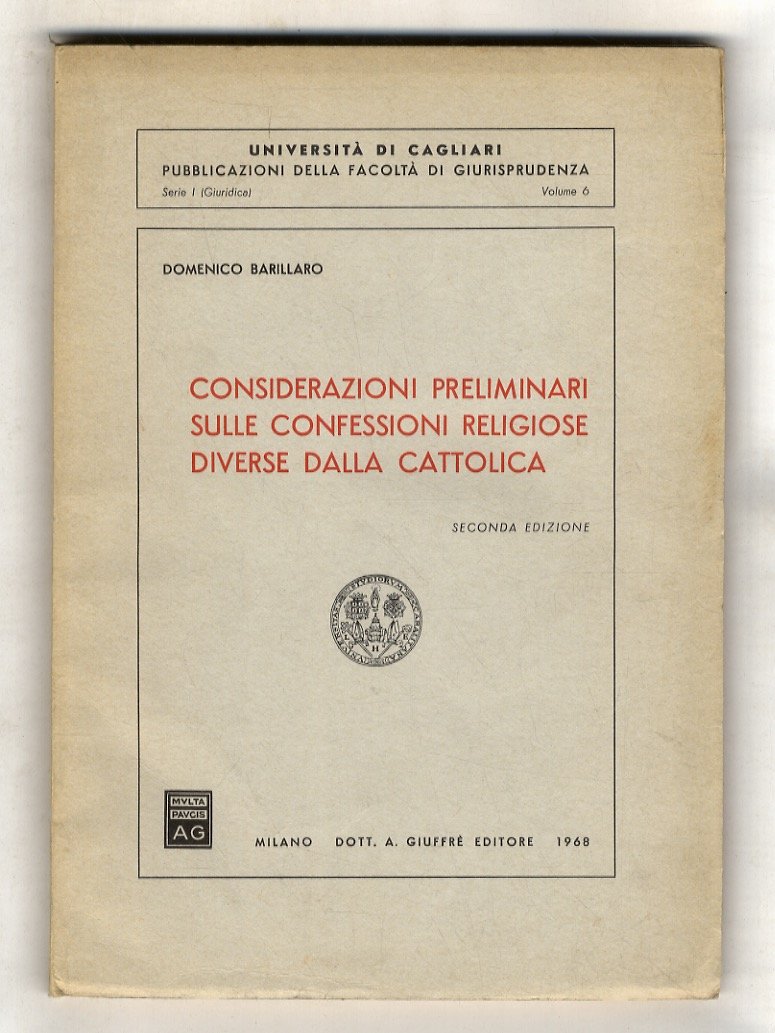 UNIVERSITÀ DI CAGLIARI
PUBBLICAZIONI DELLA FACOLTÀ DI GIURISPRUDENZA
Serie I (Giuridica) Volume 6
DOMENICO BARILLARO
CONSIDERAZIONI PRELIMINARI
SULLE CONFESSIONI RELIGIOSE
DIVERSE DALLA CATTOLICA
SECONDA EDIZIONE
STVDIORVM
MVLTA
PAVCIS
AG
MILANO DOTT. A. GIUFFRÈ EDITORE 1968